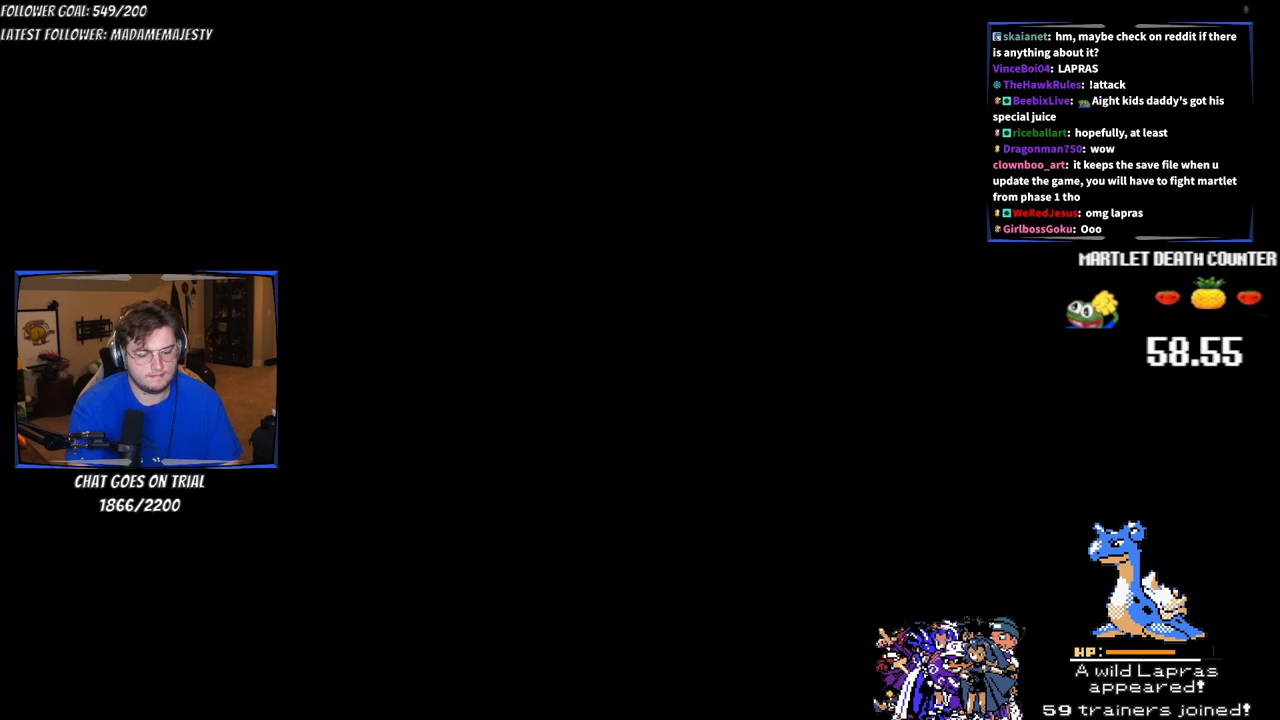 FOLLOWER GOAL: 549/200
LATEST FOLLOWER: MADAMEMAJESTY
skaianet: hm, maybe check on reddit if there
is anything about it?
VinceBoi04: LAPRAS
TheHawkRules: !attack
BeebixLive: Aight kids daddy's got his
special juice
riceballart: hopefully, at least
Dragonman750: wow
clownboo_art: it keeps the save file when u
update the game, you will have to fight martlet
from phase 1 tho
WeRedJesus: omg lapras
GirlbossGoku: Ooo
MARTLET DEATH COUNTER
58.55
CHAT GOES ON TRIAL
1866/2200
HP:
A wild Lapras
appeared!
59 trainers joined!